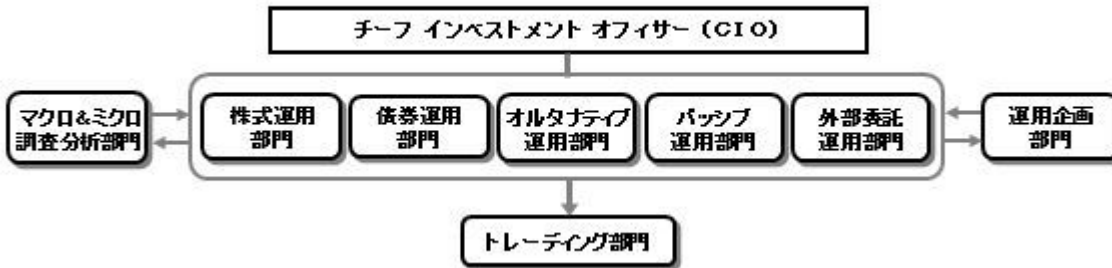 チーフ インベストメント オフィサー（CIO）
マクロ&ミクロ
調査分析部門
株式運用
部門
債券運用
部門
オルタナティブ
運用部門
パッシブ
運用部門
外部委託
運用部門
運用企画
部門
トレーディング部門